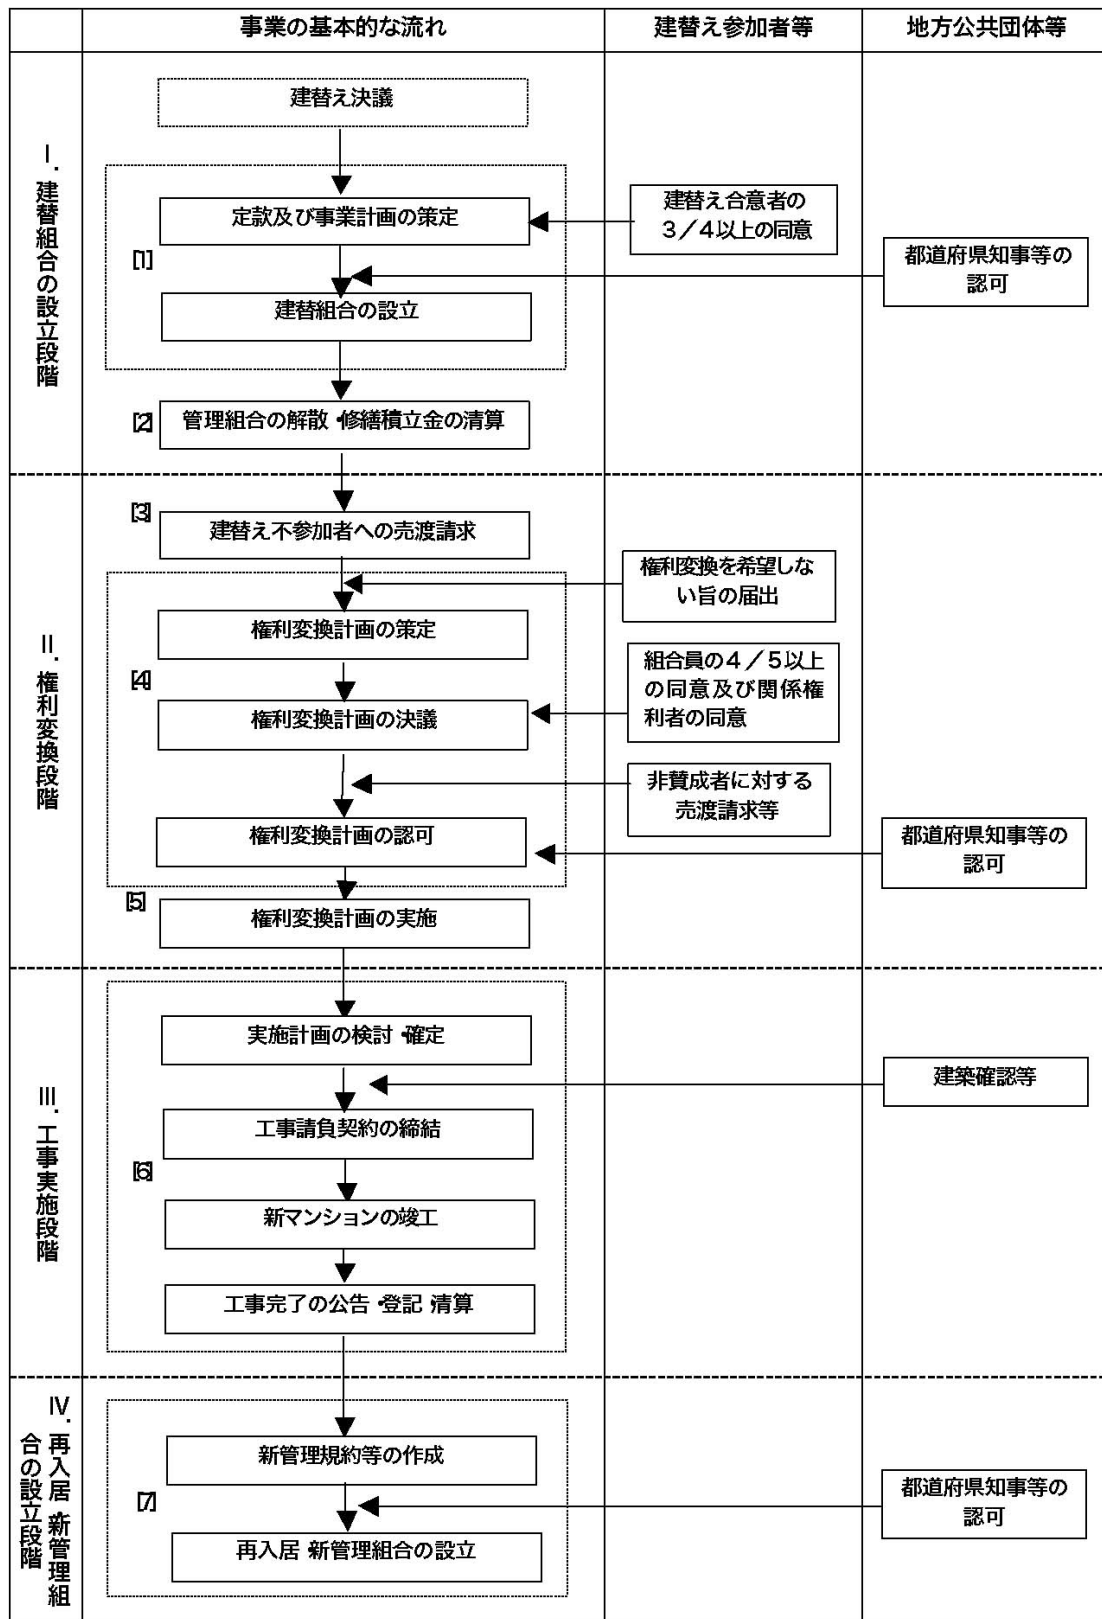 事業の基本的な流れ
建替え参加者等
地方公共団体等
Ⅰ．建替組合の設立段階
建替え決議
定款及び事業計画の策定
建替え合意者の
３／４以上の同意
[1]
都道府県知事等の
認可
建替組合の設立
[2]
管理組合の解散・修繕積立金の清算
Ⅱ．権利変換段階
[3]
建替え不参加者への売渡請求
権利変換を希望しな
い旨の届出
権利変換計画の策定
[4]
組合員の４／５以上
の同意及び関係権
利者の同意
権利変換計画の決議
非賛成者に対する
売渡請求等
権利変換計画の認可
都道府県知事等の
認可
[5]
権利変換計画の実施
Ⅲ．工事実施段階
実施計画の検討・確定
建築確認等
工事請負契約の締結
[6]
新マンションの竣工
工事完了の公告・登記・清算
Ⅳ．再入居・新管理組
合の設立段階
新管理規約等の作成
[7]
都道府県知事等の
認可
再入居・新管理組合の設立